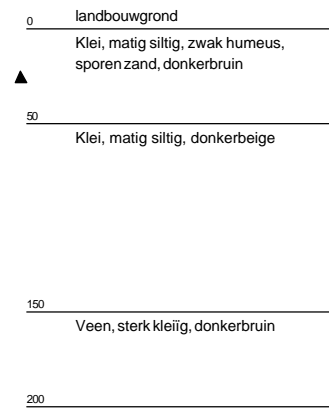 0
landbouwgrond
Klei, matig siltig, zwak humeus,
sporen zand, donkerbruin
50
Klei, matig siltig, donkerbeige
150
Veen, sterk kleiïg, donkerbruin
200